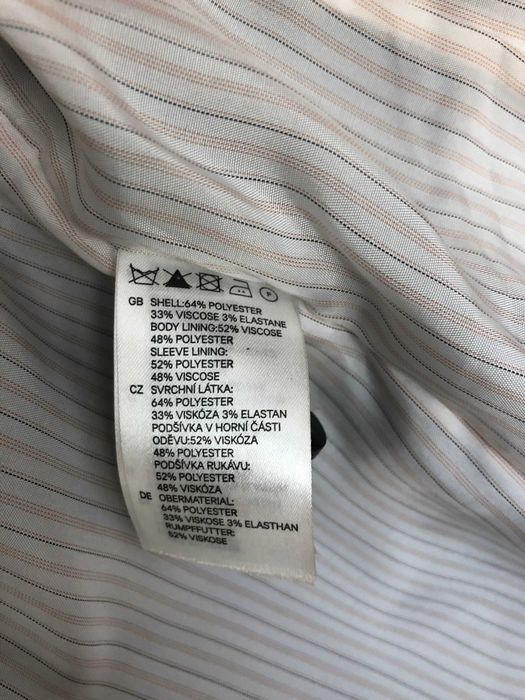 GB SHELL:64% POLYESTER
33% VISCOSE 3% ELASTANE
BODY LINING:52% VISCOSE
48% POLYESTER
SLEEVE LINING:
52% POLYESTER
48% VISCOSE
CZ SVRCHNÍ LÁTKA:
64% POLYESTER
33% VISKÓZA 3% ELASTAN
PODŠÍVKA V HORNÍ ČÁSTI
ODĚVU:52% VISKÓZA
48% POLYESTER
PODŠÍVKA RUKÁVU:
52% POLYESTER
48% VISKÓZA
DE OBERMATERIAL:
64% POLYESTER
33% VISKOSE 3% ELASTHAN
RUMPFFUTTER:
52% VISKOSE